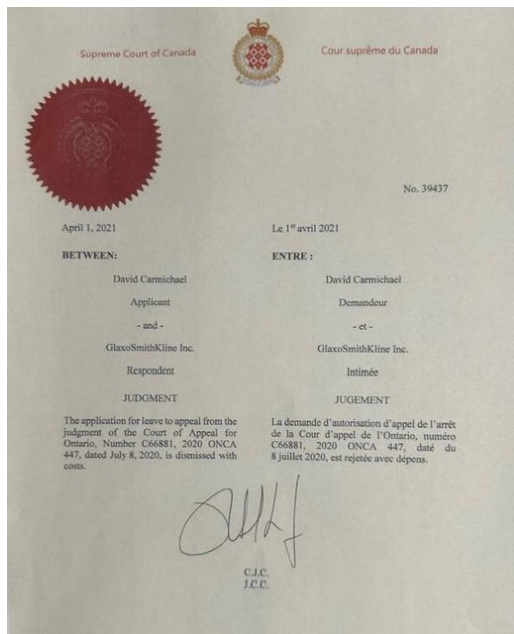 Supreme Court of Canada
Cour suprême du Canada
No. 39437
April 1, 2021
BETWEEN:
David Carmichael
Applicant
- and -
GlaxoSmithKline Inc.
Respondent
JUDGMENT
The application for leave to appeal from the
judgment of the Court of Appeal for
Ontario, Number C66881, 2020 ONCA
447, dated July 8, 2020, is dismissed with
costs.
Le 1er avril 2021
ENTRE :
David Carmichael
Demandeur
- et -
GlaxoSmithKline Inc.
Intimée
JUGEMENT
La demande d'autorisation d'appel de l'arrêt
de la Cour d'appel de l'Ontario, numéro
C66881, 2020 ONCA 447, daté du
8 juillet 2020, est rejetée avec dépens.
C.J.C.
J.C.C.